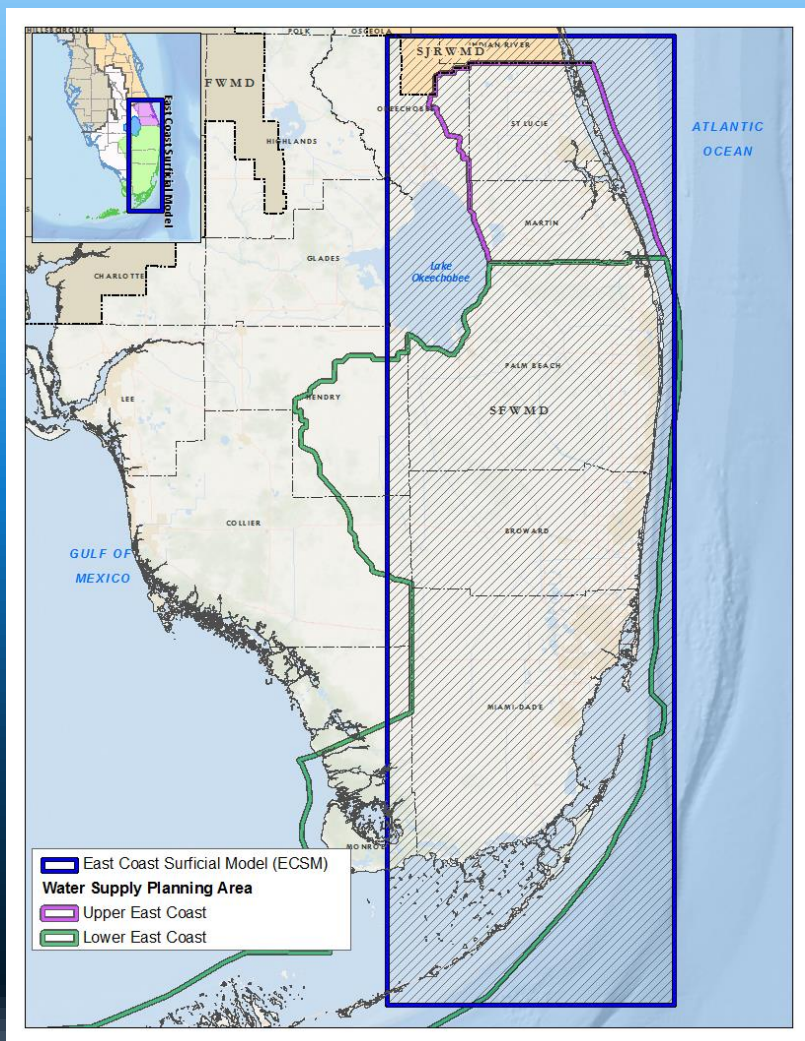 HILLSBOROUGH
POLK
OSCEOLA
INDIAN RIVER
SJRWMD
FWMD
OKEECHOBEE
HIGHLANDS
ST LUCIE
ATLANTIC
OCEAN
East Coast Surficial Model
MARTIN
GLADES
Lake
Okeechobee
CHARLOTTE
PALM BEACH
LEE
HENDRY
SFWMD
COLLIER
BROWARD
GULF OF
MEXICO
MIAMI-DADE
MONROE
East Coast Surficial Model (ECSM)
Water Supply Planning Area
Upper East Coast
Lower East Coast